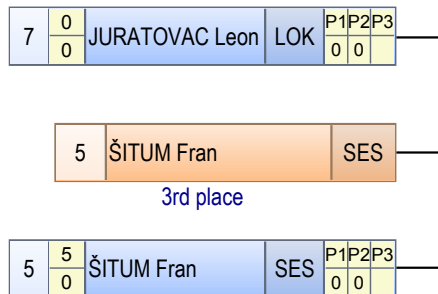 7 0 JURATOVAC Leon LOK P1 P2 P3
0 0 0
5 ŠITUM Fran SES
3rd place
5 5 ŠITUM Fran SES P1 P2 P3
0 0 0